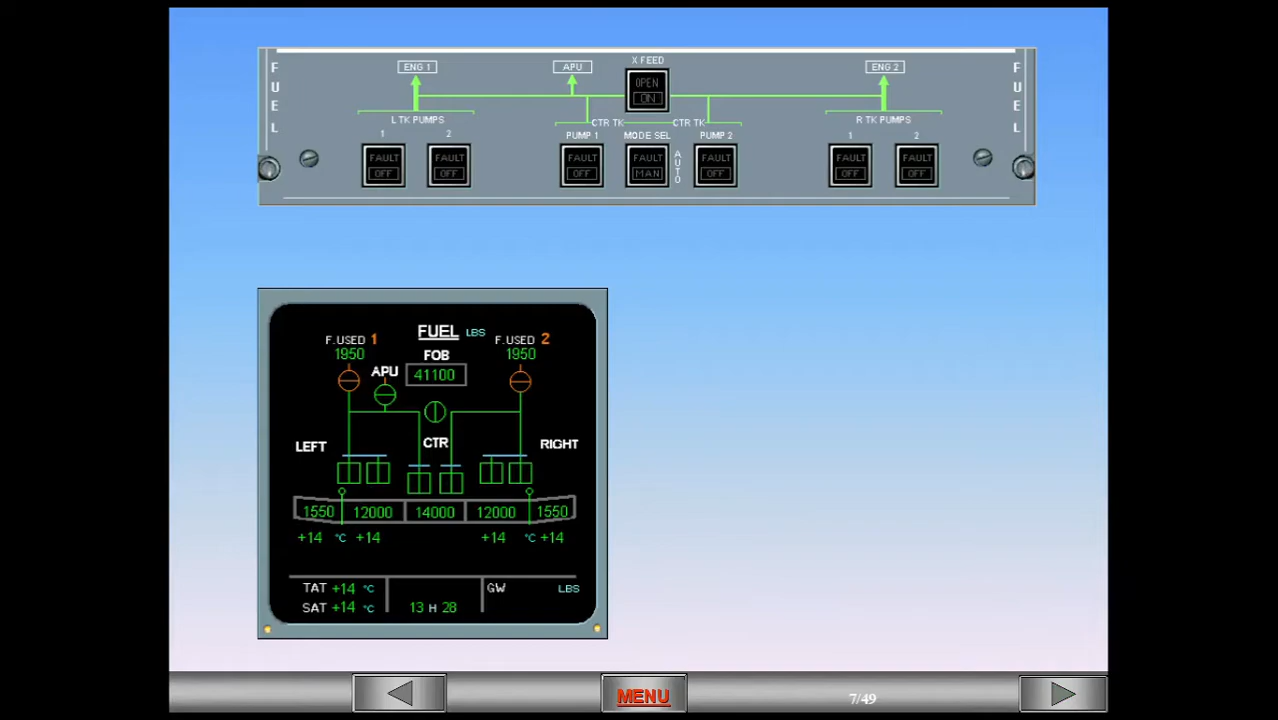 X FEED
ENG 1
APU
ENG 2
FUEL
OPEN
ON
FUEL
L TK PUMPS
CTR TK
CTR TK
R TK PUMPS
1
2
PUMP 1
MODE SEL
PUMP 2
1
2
FAULT
FAULT
FAULT
FAULT
AUTO
FAULT
FAULT
FAULT
OFF
OFF
OFF
MAN
OFF
OFF
OFF
F.USED 1
FUEL LBS
F.USED 2
1950
FOB
1950
APU
41100
LEFT
CTR
RIGHT
1550
12000
14000
12000
1550
+14 °C +14
+14 °C +14
TAT +14 °C
GW LBS
SAT +14 °C
13 H 28
MENU
7/49